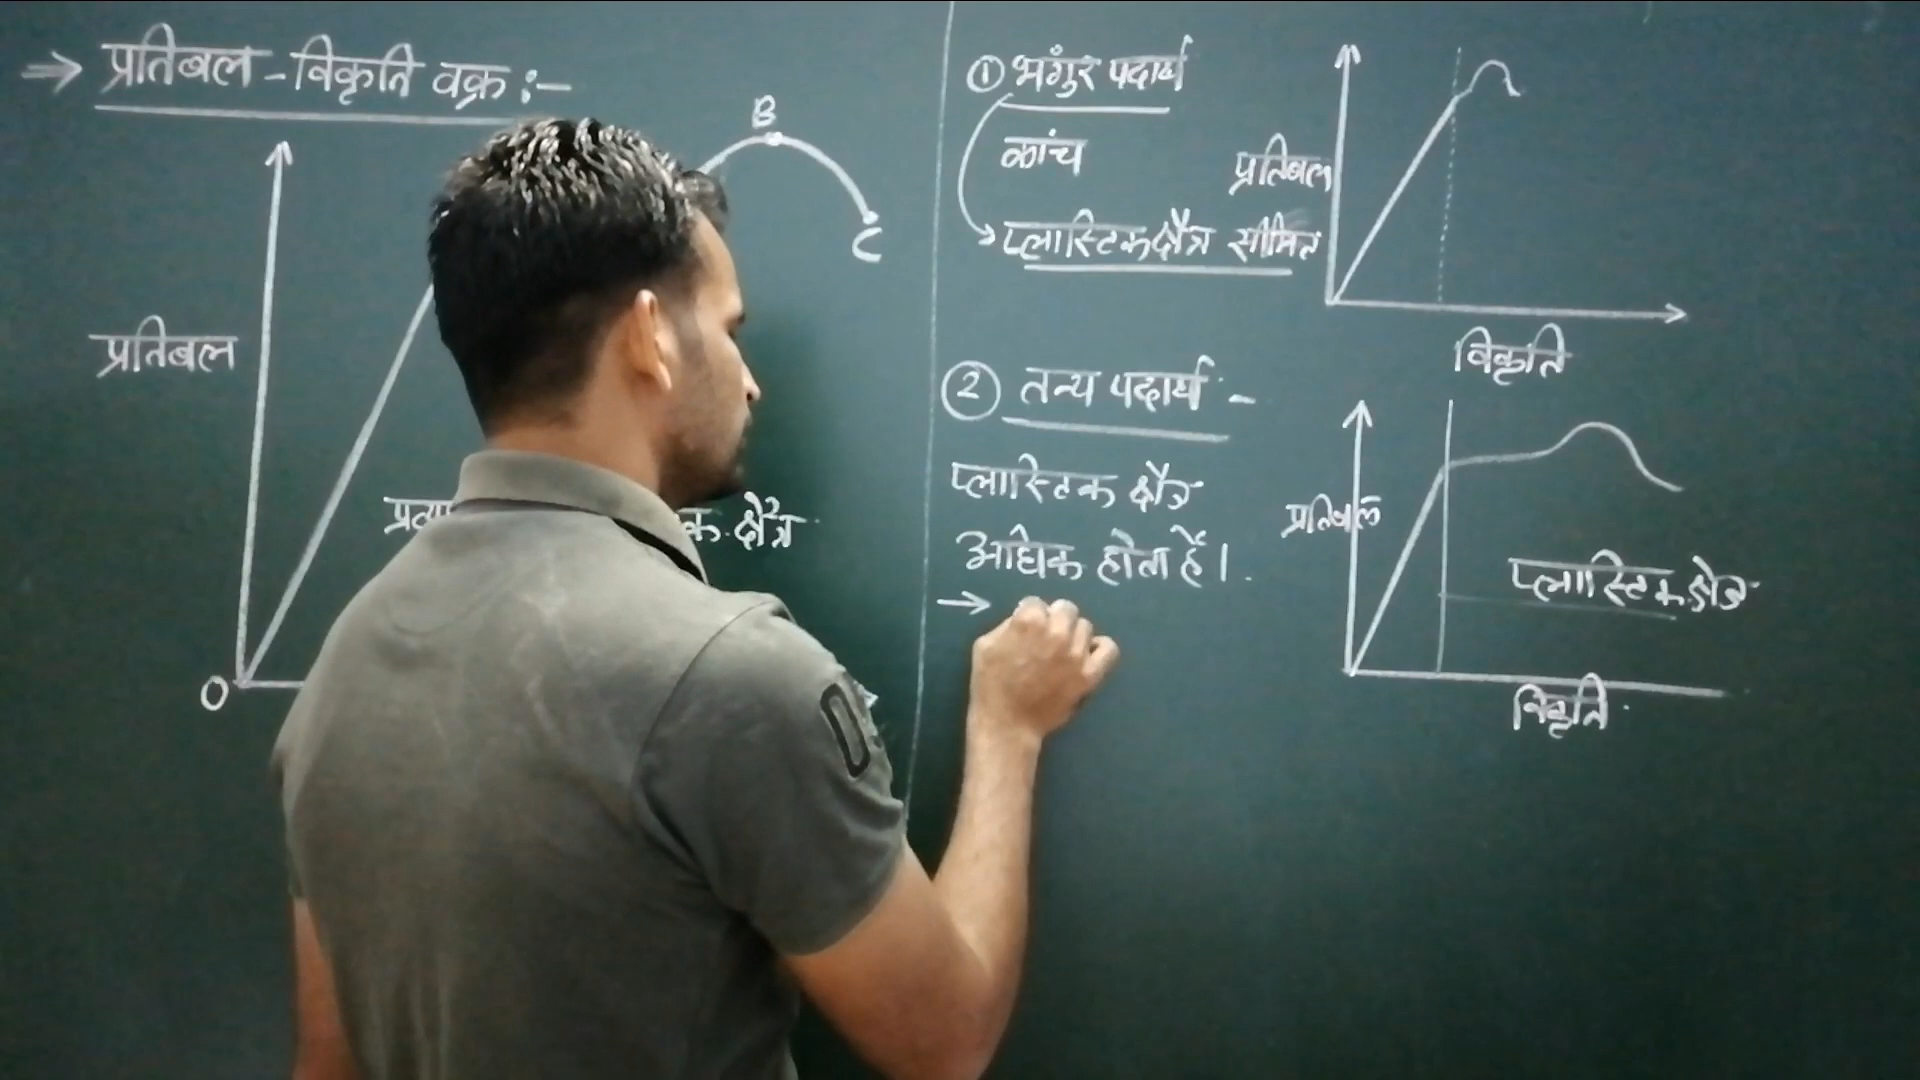 ⇒ प्रतिबल - विकृति वक्र :-
B
C
प्रतिबल
क्षेत्र
O
① भंगुर पदार्थ
कांच
प्लास्टिक क्षेत्र सीमित
प्रतिबल
विकृति
② तन्य पदार्थ -
प्लास्टिक क्षेत्र
अधिक होता है।
→
प्रतिबल
प्लास्टिक क्षेत्र
विकृति